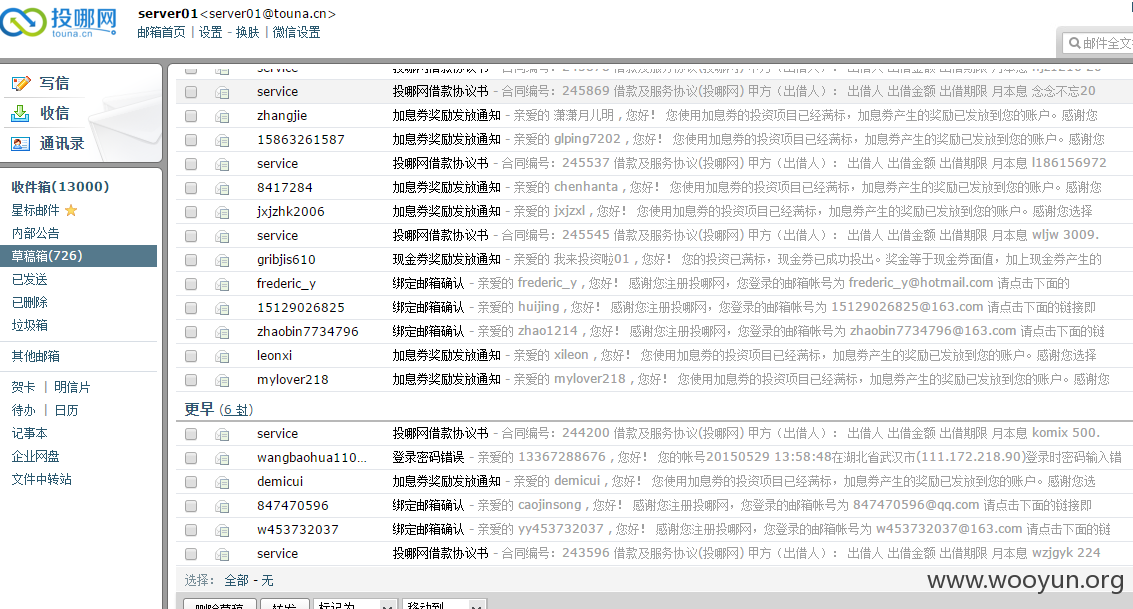 投哪网
touna.cn
server01<server01@touna.cn>
邮箱首页 | 设置 - 换肤 | 微信设置
邮件全文
写信
收信
通讯录
收件箱(13000)
星标邮件
内部公告
草稿箱(726)
已发送
已删除
垃圾箱
其他邮箱
贺卡 | 明信片
待办 | 日历
记事本
企业网盘
文件中转站
service 投哪网借款协议书 - 合同编号：
service 投哪网借款协议书 - 合同编号：245869 借款及服务协议(投哪网) 甲方（出借人）： 出借人 出借金额 出借期限 月本息 念念不忘20
zhangjie 加息券奖励发放通知 - 亲爱的 潇潇月儿明 , 您好！ 您使用加息券的投资项目已经满标，加息券产生的奖励已发放到您的账户。感谢您
15863261587 加息券奖励发放通知 - 亲爱的 glping7202 , 您好！ 您使用加息券的投资项目已经满标，加息券产生的奖励已发放到您的账户。感谢您
service 投哪网借款协议书 - 合同编号：245537 借款及服务协议(投哪网) 甲方（出借人）： 出借人 出借金额 出借期限 月本息 l186156972
8417284 加息券奖励发放通知 - 亲爱的 chenhanta , 您好！ 您使用加息券的投资项目已经满标，加息券产生的奖励已发放到您的账户。感谢您
jxjzhk2006 加息券奖励发放通知 - 亲爱的 jxjzxl , 您好！ 您使用加息券的投资项目已经满标，加息券产生的奖励已发放到您的账户。感谢您选择
service 投哪网借款协议书 - 合同编号：245545 借款及服务协议(投哪网) 甲方（出借人）： 出借人 出借金额 出借期限 月本息 wljw 3009.
gribjis610 现金券奖励发放通知 - 亲爱的 我来投资啦01 , 您好！ 您的投资已满标，现金券已成功投出。奖金等于现金券面值，加上现金券产生的
frederic_y 绑定邮箱确认 - 亲爱的 frederic_y , 您好！ 感谢您注册投哪网，您登录的邮箱帐号为 frederic_y@hotmail.com 请点击下面的
15129026825 绑定邮箱确认 - 亲爱的 huijing , 您好！ 感谢您注册投哪网，您登录的邮箱帐号为 15129026825@163.com 请点击下面的链接即
zhaobin7734796 绑定邮箱确认 - 亲爱的 zhao1214 , 您好！ 感谢您注册投哪网，您登录的邮箱帐号为 zhaobin7734796@163.com 请点击下面的链
leonxi 加息券奖励发放通知 - 亲爱的 xileon , 您好！ 您使用加息券的投资项目已经满标，加息券产生的奖励已发放到您的账户。感谢您选择
mylover218 加息券奖励发放通知 - 亲爱的 mylover218 , 您好！ 您使用加息券的投资项目已经满标，加息券产生的奖励已发放到您的账户。感谢您
更早 (6 封)
service 投哪网借款协议书 - 合同编号：244200 借款及服务协议(投哪网) 甲方（出借人）： 出借人 出借金额 出借期限 月本息 komix 500.
wangbaohua110... 登录密码错误 - 亲爱的 13367288676 , 您好！ 您的帐号20150529 13:58:48在湖北省武汉市(111.172.218.90)登录时密码输入错
demicui 加息券奖励发放通知 - 亲爱的 demicui , 您好！ 您使用加息券的投资项目已经满标，加息券产生的奖励已发放到您的账户。感谢您选
847470596 绑定邮箱确认 - 亲爱的 caojinsong , 您好！ 感谢您注册投哪网，您登录的邮箱帐号为 847470596@qq.com 请点击下面的链接即
w453732037 绑定邮箱确认 - 亲爱的 yy453732037 , 您好！ 感谢您注册投哪网，您登录的邮箱帐号为 w453732037@163.com 请点击下面的链
service 投哪网借款协议书 - 合同编号：243596 借款及服务协议(投哪网) 甲方（出借人）： 出借人 出借金额 出借期限 月本息 wzjgyk 224
选择： 全部 - 无
www.wooyun.org
删除草稿 转发 标记为 移动到